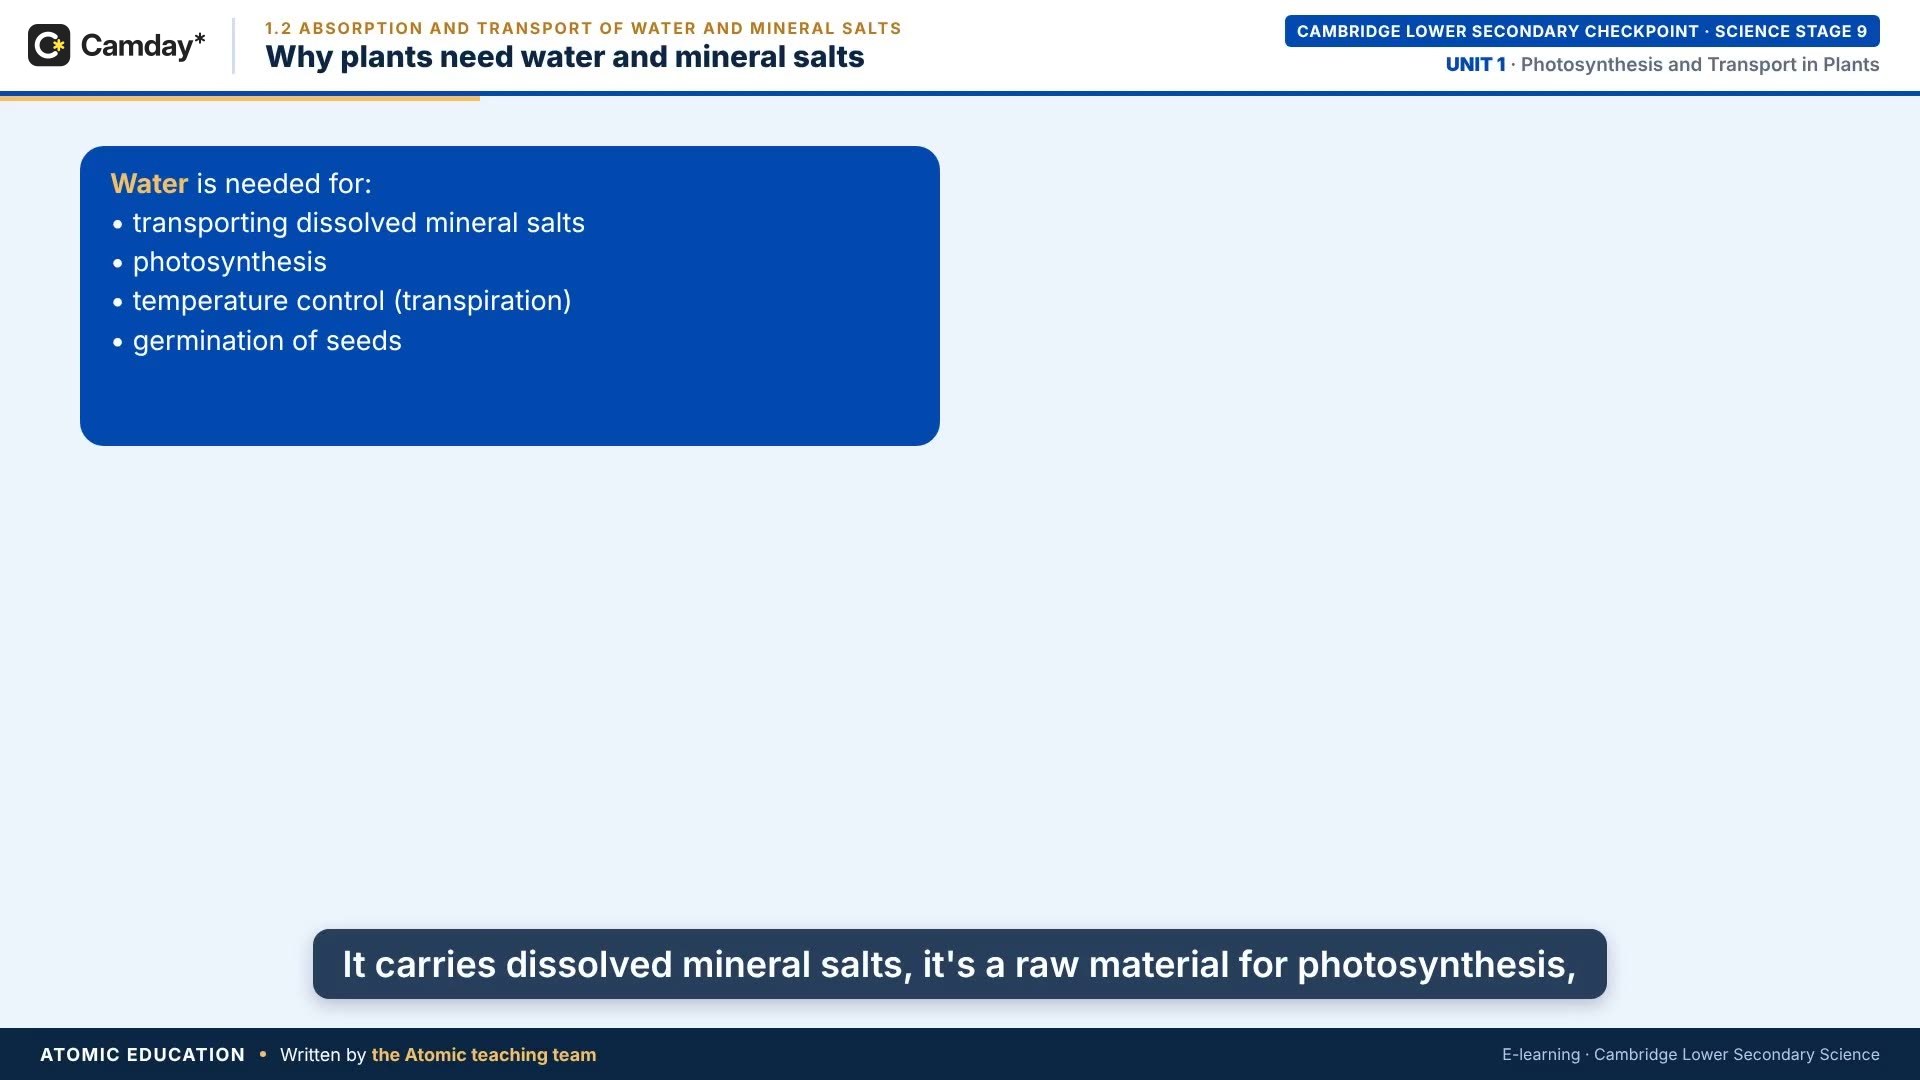 Camday*
1.2 ABSORPTION AND TRANSPORT OF WATER AND MINERAL SALTS
Why plants need water and mineral salts
CAMBRIDGE LOWER SECONDARY CHECKPOINT · SCIENCE STAGE 9
UNIT 1 · Photosynthesis and Transport in Plants
Water is needed for:
• transporting dissolved mineral salts
• photosynthesis
• temperature control (transpiration)
• germination of seeds
It carries dissolved mineral salts, it's a raw material for photosynthesis,
ATOMIC EDUCATION • Written by the Atomic teaching team
E-learning · Cambridge Lower Secondary Science